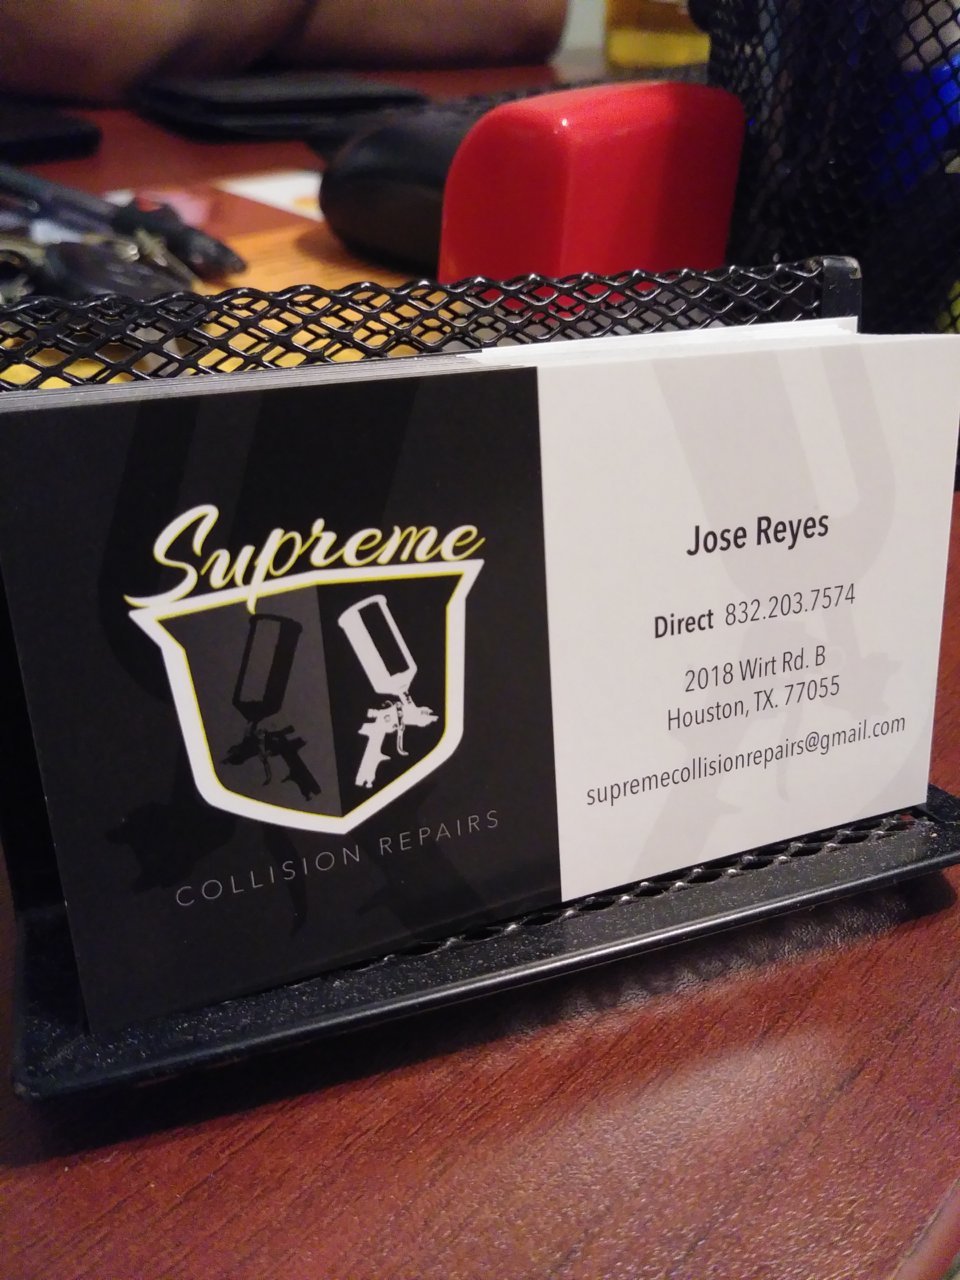 Supreme
COLLISION REPAIRS
Jose Reyes
Direct 832.203.7574
2018 Wirt Rd. B
Houston, TX. 77055
supremecollisionrepairs@gmail.com